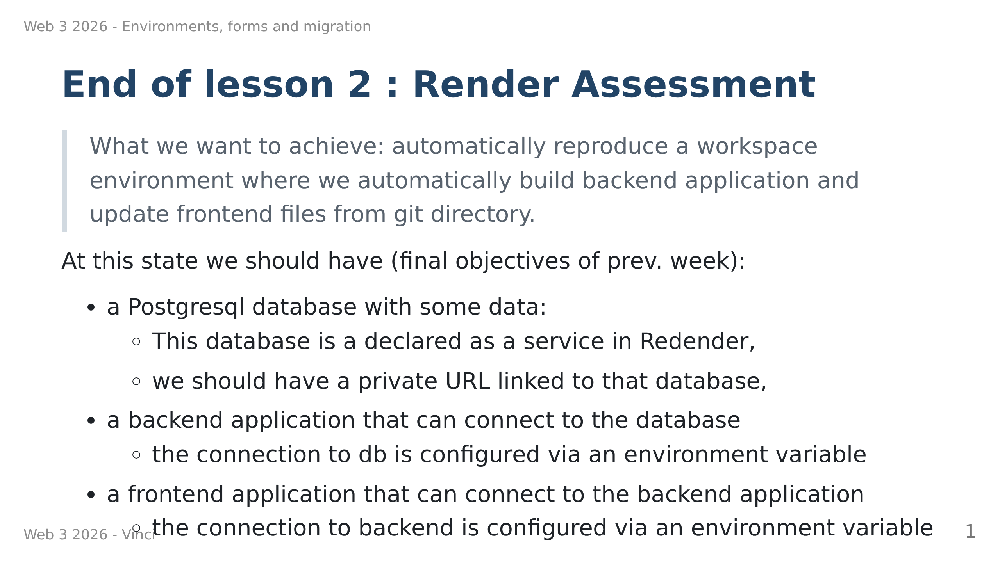 Web 3 2026 - Environments, forms and migration
End of lesson 2 : Render Assessment
What we want to achieve: automatically reproduce a workspace
environment where we automatically build backend application and
update frontend files from git directory.
At this state we should have (final objectives of prev. week):
• a Postgresql database with some data:
◦ This database is a declared as a service in Redender,
◦ we should have a private URL linked to that database,
• a backend application that can connect to the database
◦ the connection to db is configured via an environment variable
• a frontend application that can connect to the backend application
◦ the connection to backend is configured via an environment variable
Web 3 2026 - Vinci
1